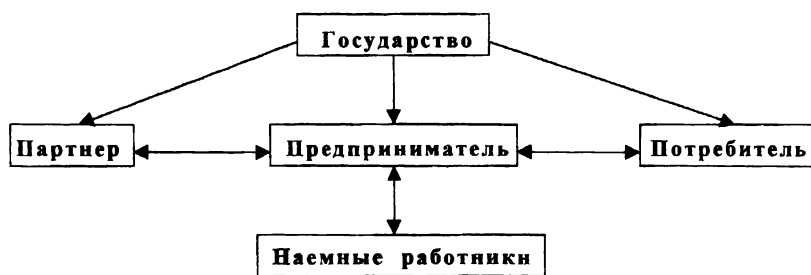 Государство
Партнер
Предприниматель
Потребитель
Наемные работники